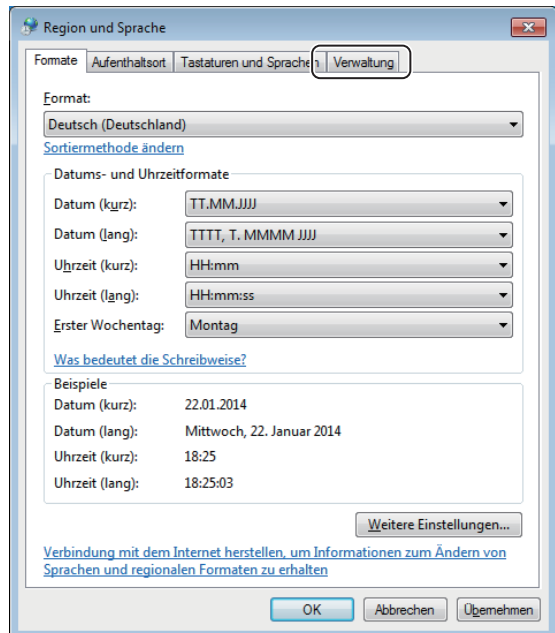 Region und Sprache
Formate Aufenthaltsort Tastaturen und Sprachen Verwaltung
Format:
Deutsch (Deutschland)
Sortiermethode ändern
Datums- und Uhrzeitformate
Datum (kurz): TT.MM.JJJJ
Datum (lang): TTTT, T. MMMM JJJJ
Uhrzeit (kurz): HH:mm
Uhrzeit (lang): HH:mm:ss
Erster Wochentag: Montag
Was bedeutet die Schreibweise?
Beispiele
Datum (kurz): 22.01.2014
Datum (lang): Mittwoch, 22. Januar 2014
Uhrzeit (kurz): 18:25
Uhrzeit (lang): 18:25:03
Weitere Einstellungen...
Verbindung mit dem Internet herstellen, um Informationen zum Ändern von
Sprachen und regionalen Formaten zu erhalten
OK Abbrechen Übernehmen